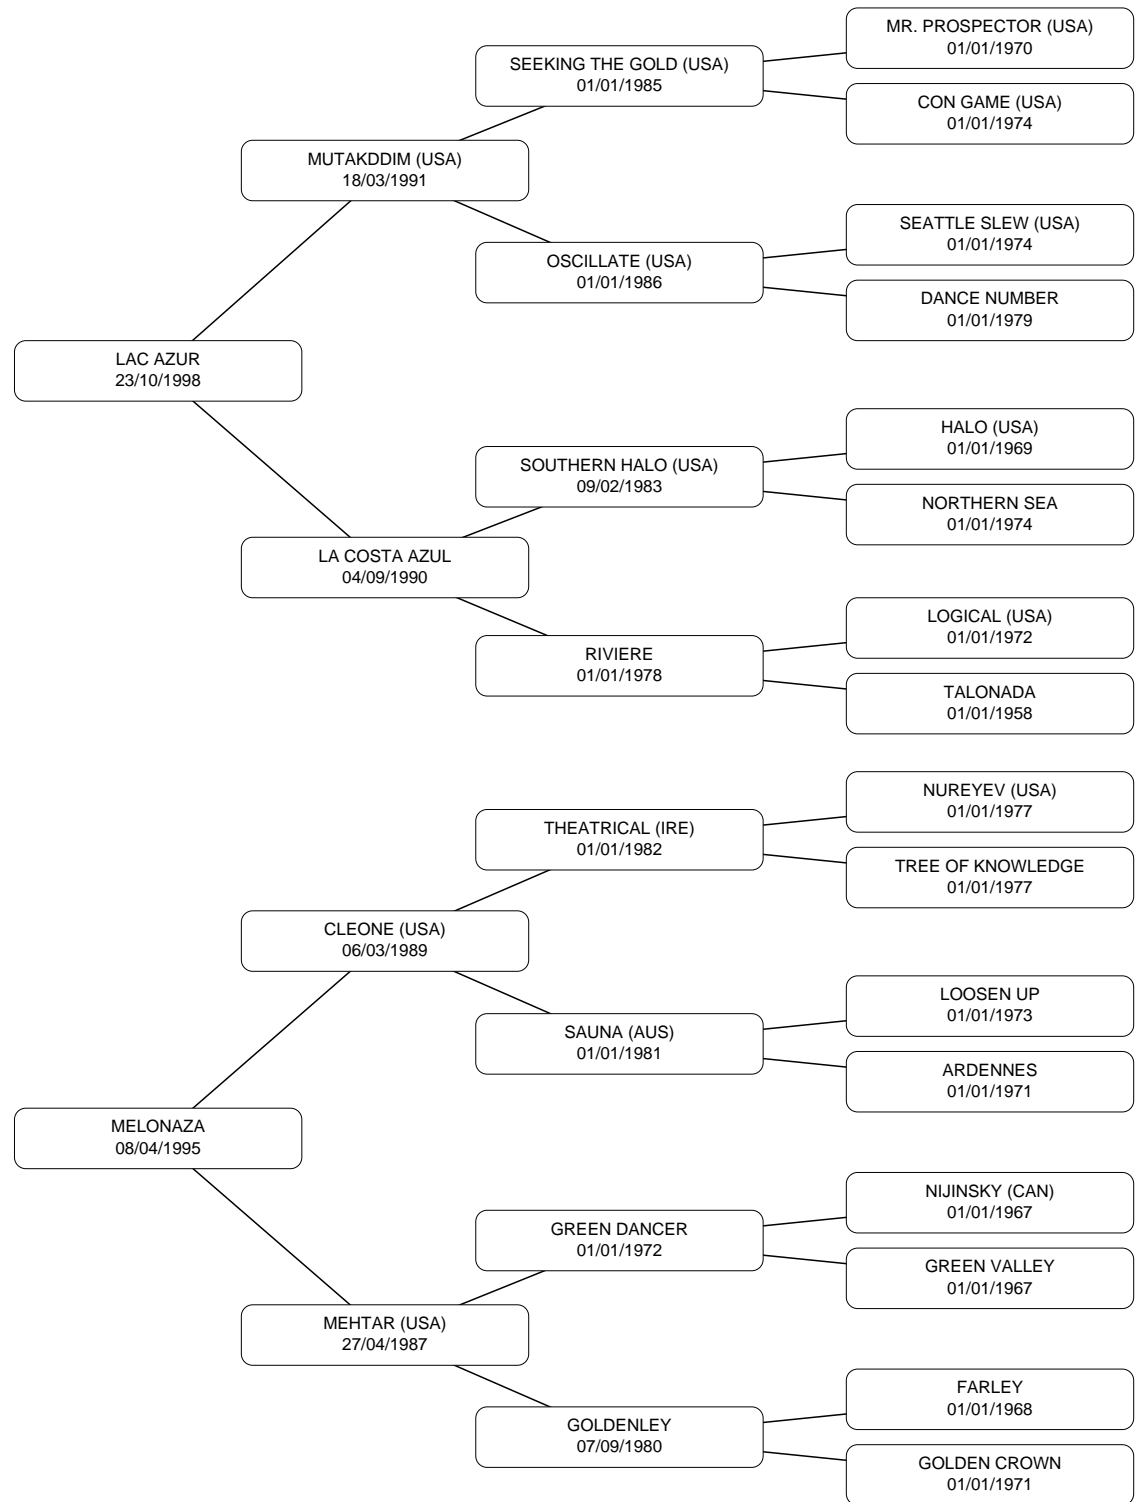 MR. PROSPECTOR (USA)
01/01/1970
SEEKING THE GOLD (USA)
01/01/1985
CON GAME (USA)
01/01/1974
MUTAKDDIM (USA)
18/03/1991
SEATTLE SLEW (USA)
01/01/1974
OSCILLATE (USA)
01/01/1986
DANCE NUMBER
01/01/1979
LAC AZUR
23/10/1998
HALO (USA)
01/01/1969
SOUTHERN HALO (USA)
09/02/1983
NORTHERN SEA
01/01/1974
LA COSTA AZUL
04/09/1990
LOGICAL (USA)
01/01/1972
RIVIERE
01/01/1978
TALONADA
01/01/1958
NUREYEV (USA)
01/01/1977
THEATRICAL (IRE)
01/01/1982
TREE OF KNOWLEDGE
01/01/1977
CLEONE (USA)
06/03/1989
LOOSEN UP
01/01/1973
SAUNA (AUS)
01/01/1981
ARDENNES
01/01/1971
MELONAZA
08/04/1995
NIJINSKY (CAN)
01/01/1967
GREEN DANCER
01/01/1972
GREEN VALLEY
01/01/1967
MEHTAR (USA)
27/04/1987
FARLEY
01/01/1968
GOLDENLEY
07/09/1980
GOLDEN CROWN
01/01/1971